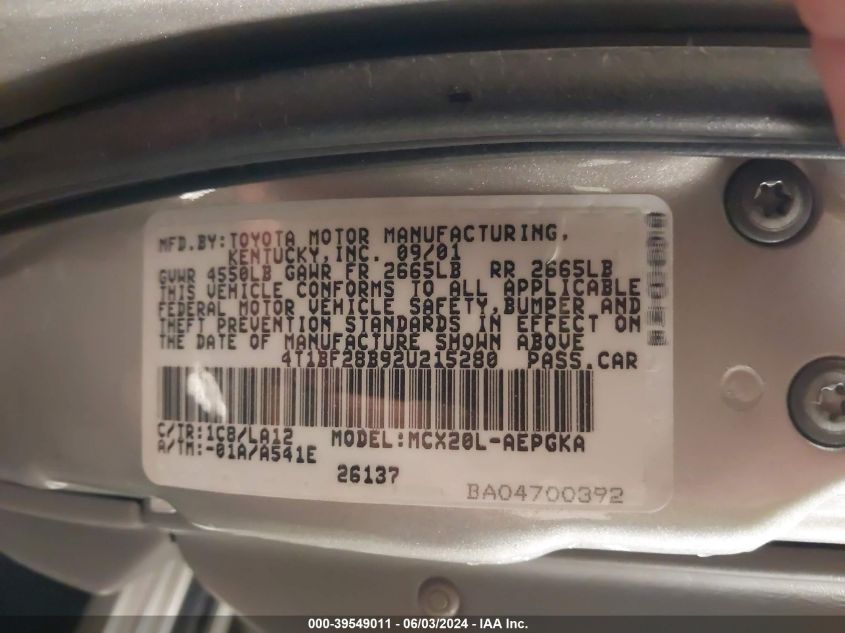 MFD.BY:TOYOTA MOTOR MANUFACTURING,
KENTUCKY,INC. 09/01
GVWR 4550LB GAWR FR 2665LB RR 2665LB
THIS VEHICLE CONFORMS TO ALL APPLICABLE
FEDERAL MOTOR VEHICLE SAFETY,BUMPER AND
THEFT PREVENTION STANDARDS IN EFFECT ON
THE DATE OF MANUFACTURE SHOWN ABOVE
4T1BF28B92U215280 PASS.CAR
C/TR:1C8/LA12 MODEL:MCX20L-AEPGKA
A/TM:-01A/A541E
26137
BA04700392
000-39549011 - 06/03/2024 - IAA Inc.